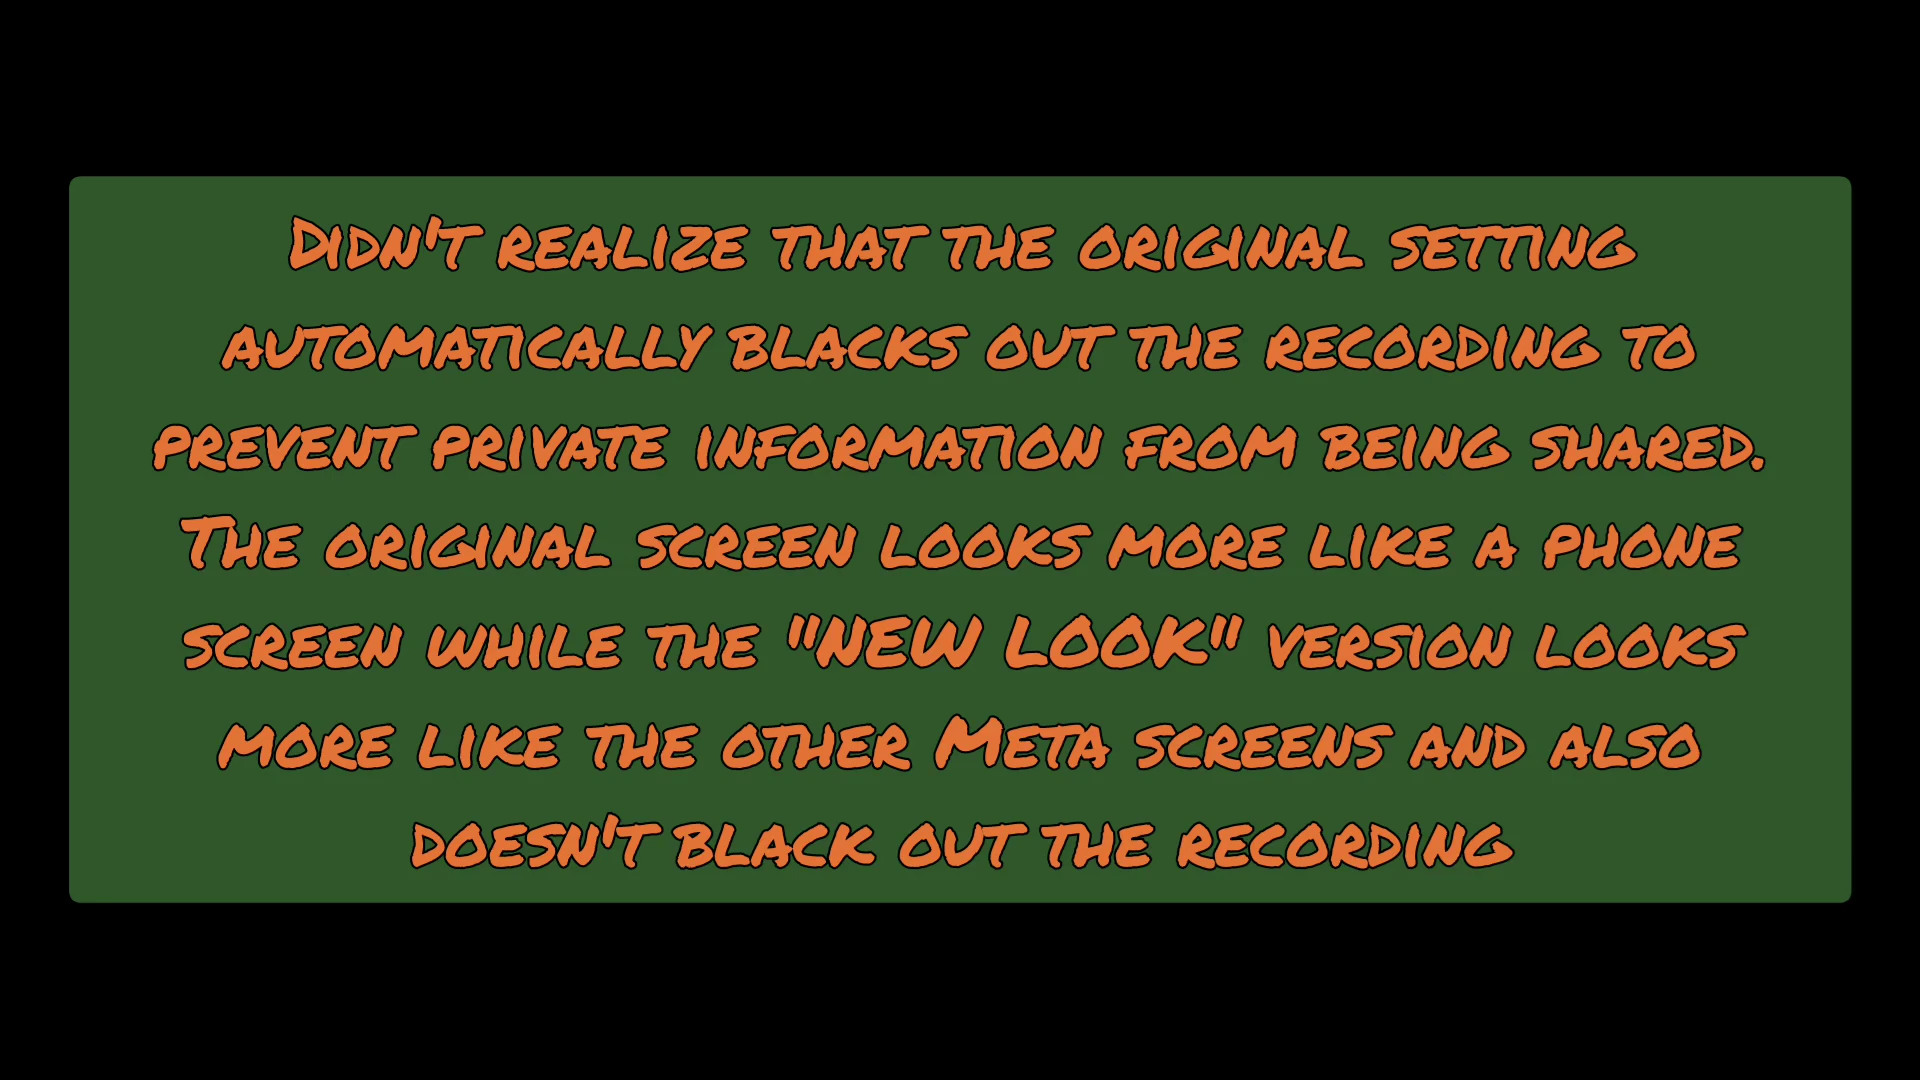 Didn't realize that the original setting
automatically blacks out the recording to
prevent private information from being shared.
The original screen looks more like a phone
screen while the "NEW LOOK" version looks
more like the other Meta screens and also
doesn't black out the recording